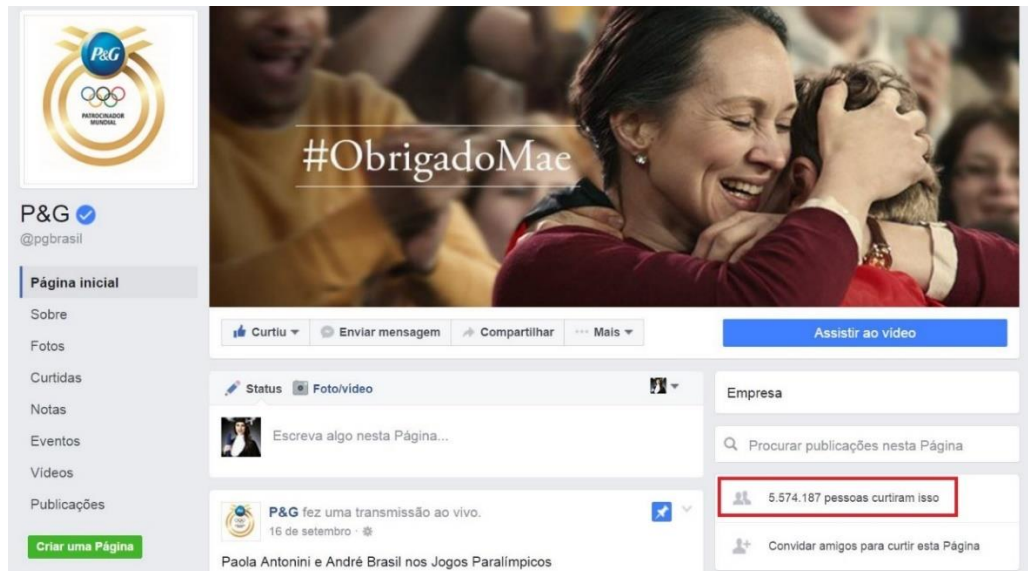 P&G
PATROCINADOR
MUNDIAL
#ObrigadoMae
P&G
@pgbrasil
Página inicial
Sobre
Fotos
Curtidas
Notas
Eventos
Vídeos
Publicações
Criar uma Página
Curtiu
Enviar mensagem
Compartilhar
··· Mais
Assistir ao vídeo
Status
Foto/vídeo
Escreva algo nesta Página...
P&G fez uma transmissão ao vivo.
16 de setembro ·
Paola Antonini e André Brasil nos Jogos Paralímpicos
Empresa
Procurar publicações nesta Página
5.574.187 pessoas curtiram isso
Convidar amigos para curtir esta Página